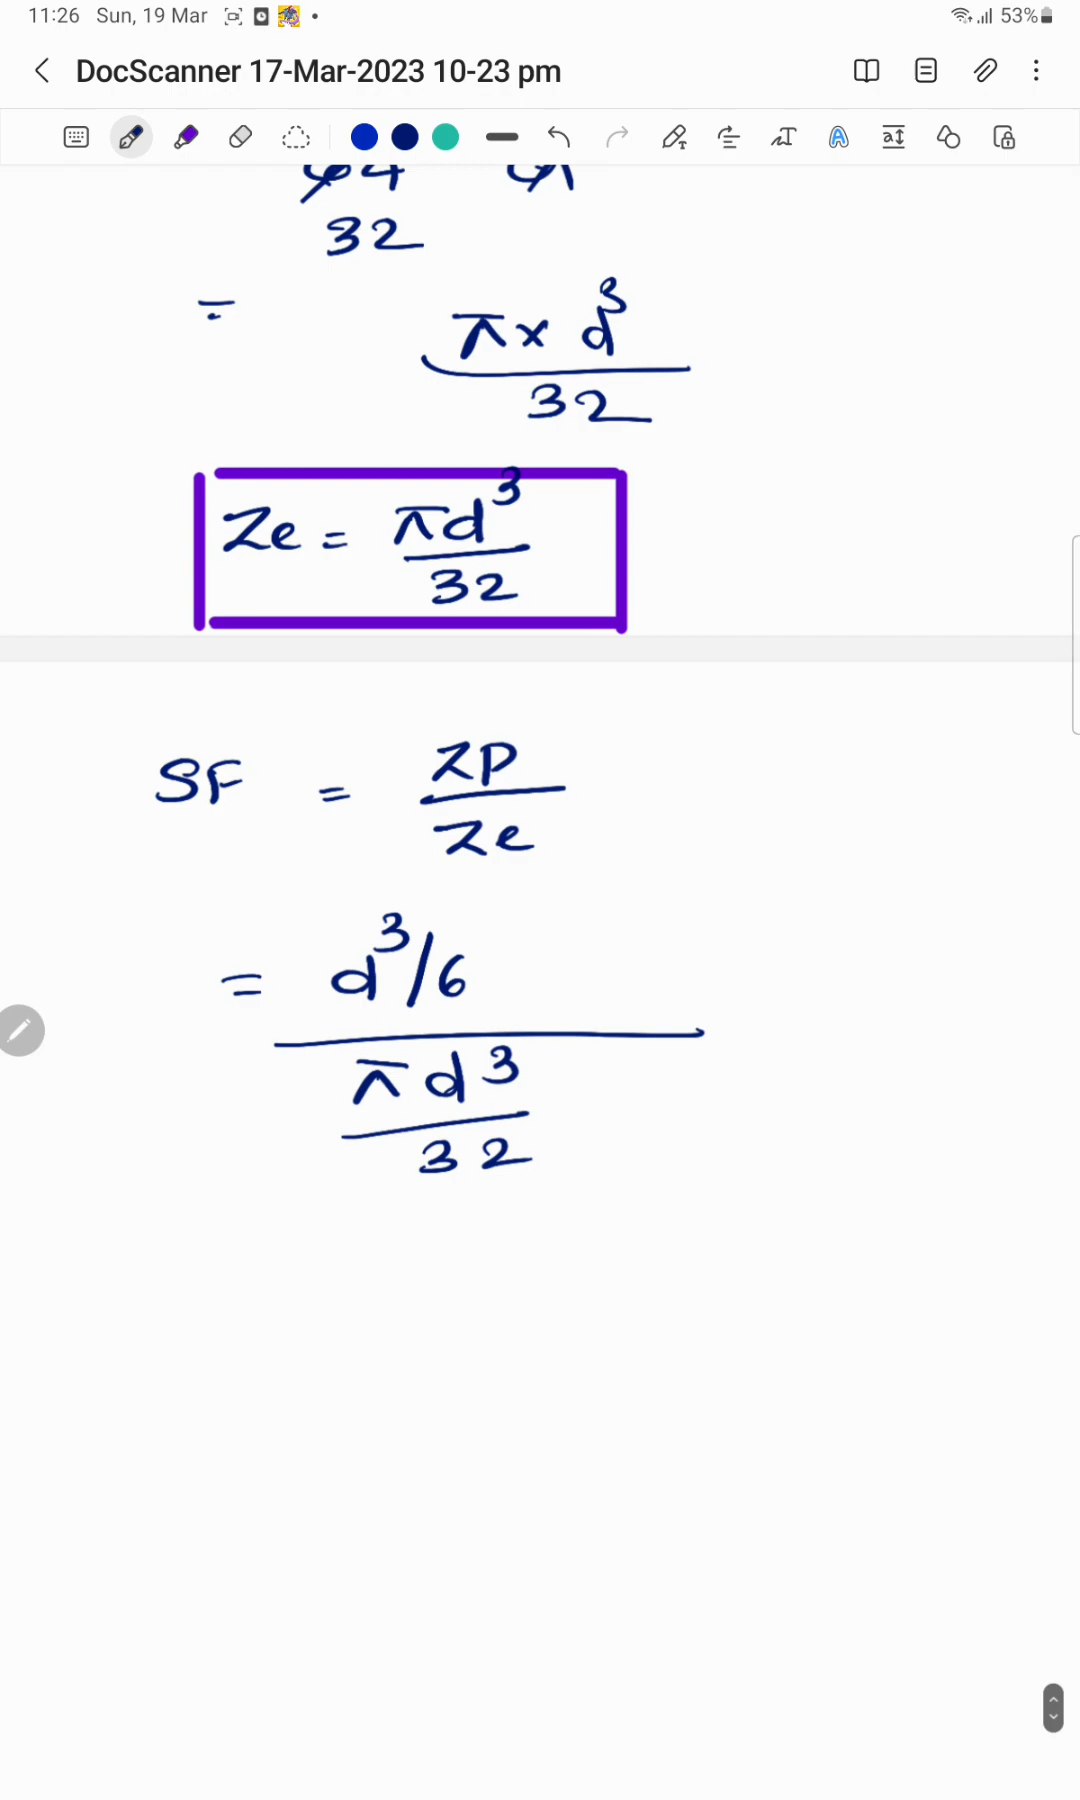 11:26 Sun, 19 Mar 53%
DocScanner 17-Mar-2023 10-23 pm
32
= π × d³
32
Ze = πd³
32
SF = ZP
Ze
= d³/6
πd³
32